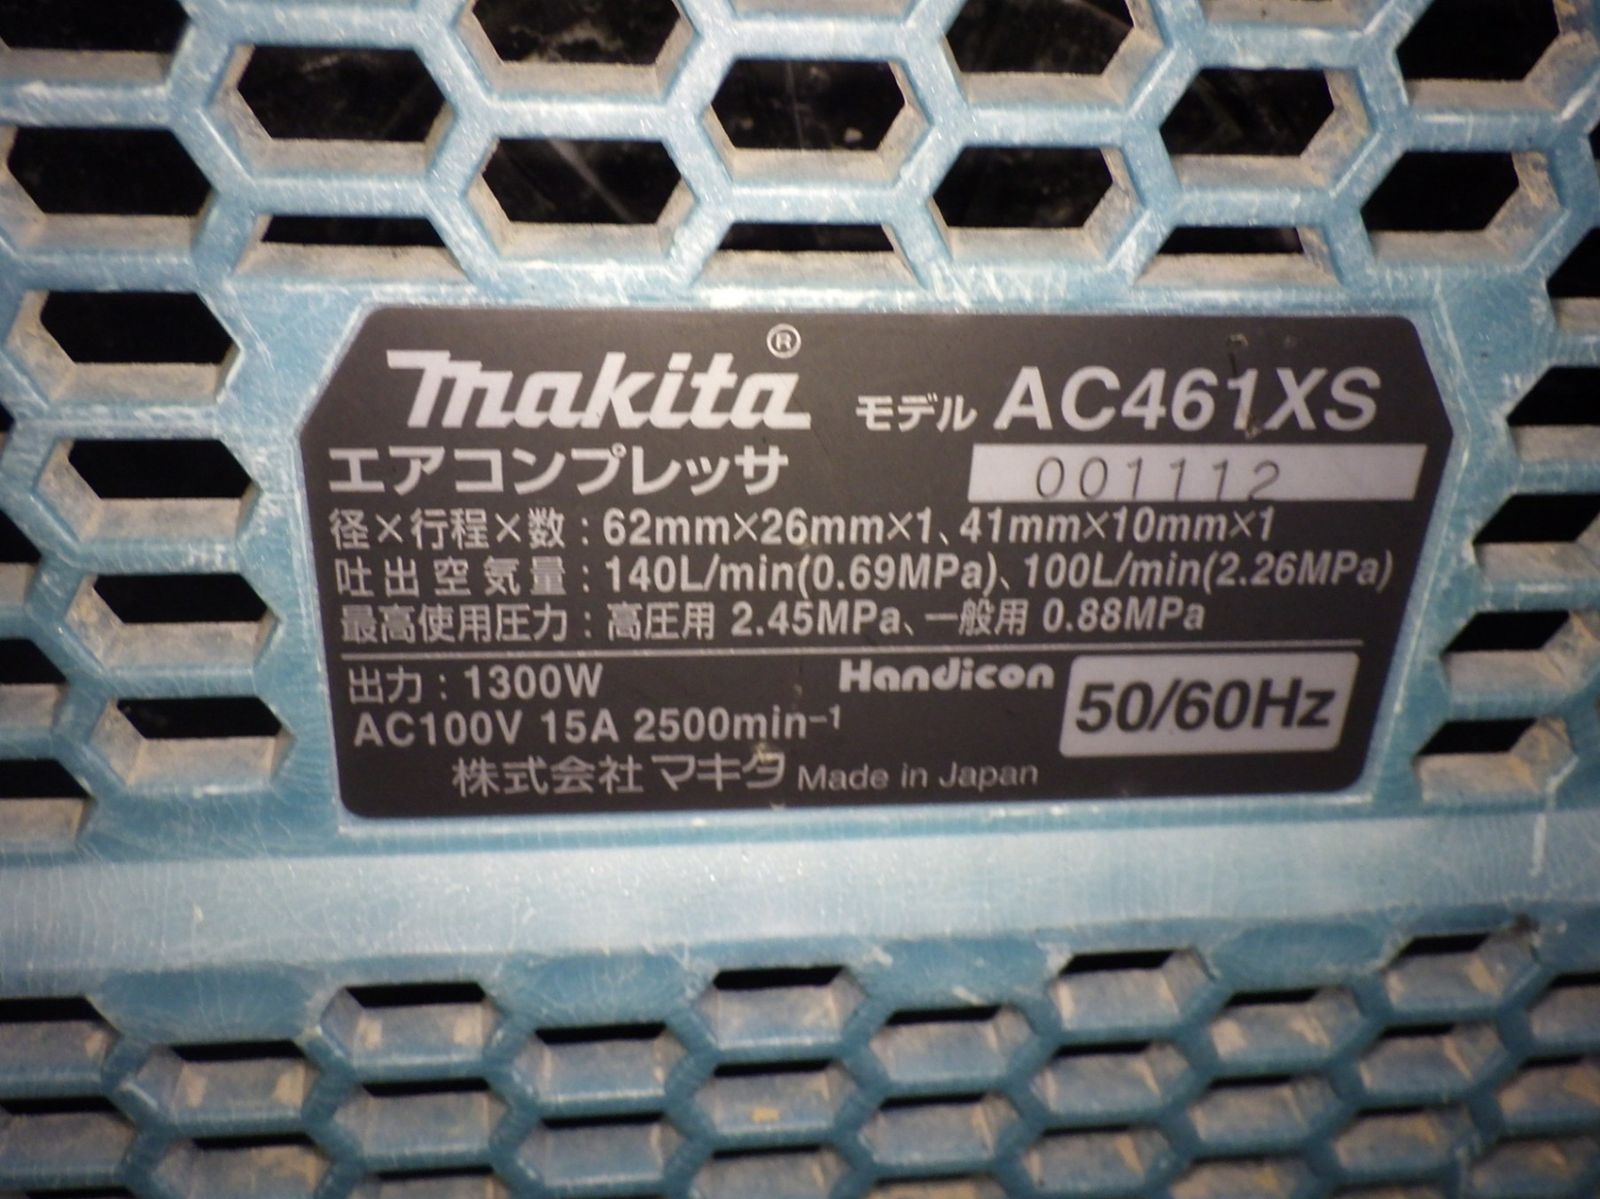 makita®
モデル AC461XS
エアコンプレッサ
001112
径×行程×数：62mm×26mm×1、41mm×10mm×1
吐出空気量：140L/min(0.69MPa)、100L/min(2.26MPa)
最高使用圧力：高圧用 2.45MPa、一般用 0.88MPa
出力：1300W
Handicon
50/60Hz
AC100V 15A 2500min⁻¹
株式会社マキタ Made in Japan